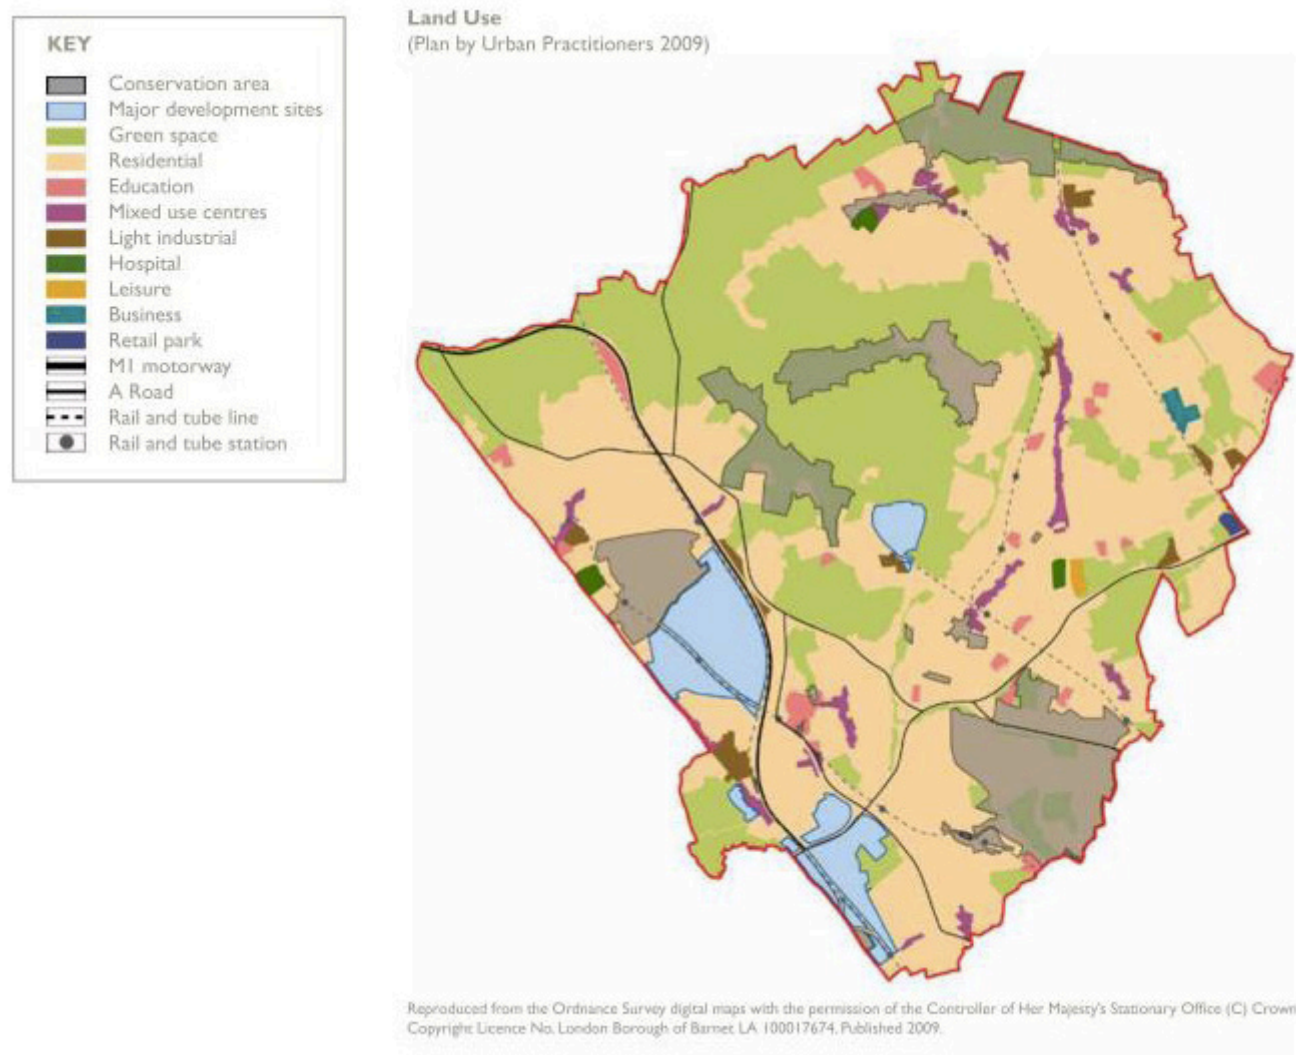 KEY
Conservation area
Major development sites
Green space
Residential
Education
Mixed use centres
Light industrial
Hospital
Leisure
Business
Retail park
M1 motorway
A Road
Rail and tube line
Rail and tube station
Land Use
(Plan by Urban Practitioners 2009)
Reproduced from the Ordnance Survey digital maps with the permission of the Controller of Her Majesty's Stationary Office (C) Crown
Copyright Licence No. London Borough of Barnet LA 100017674. Published 2009.